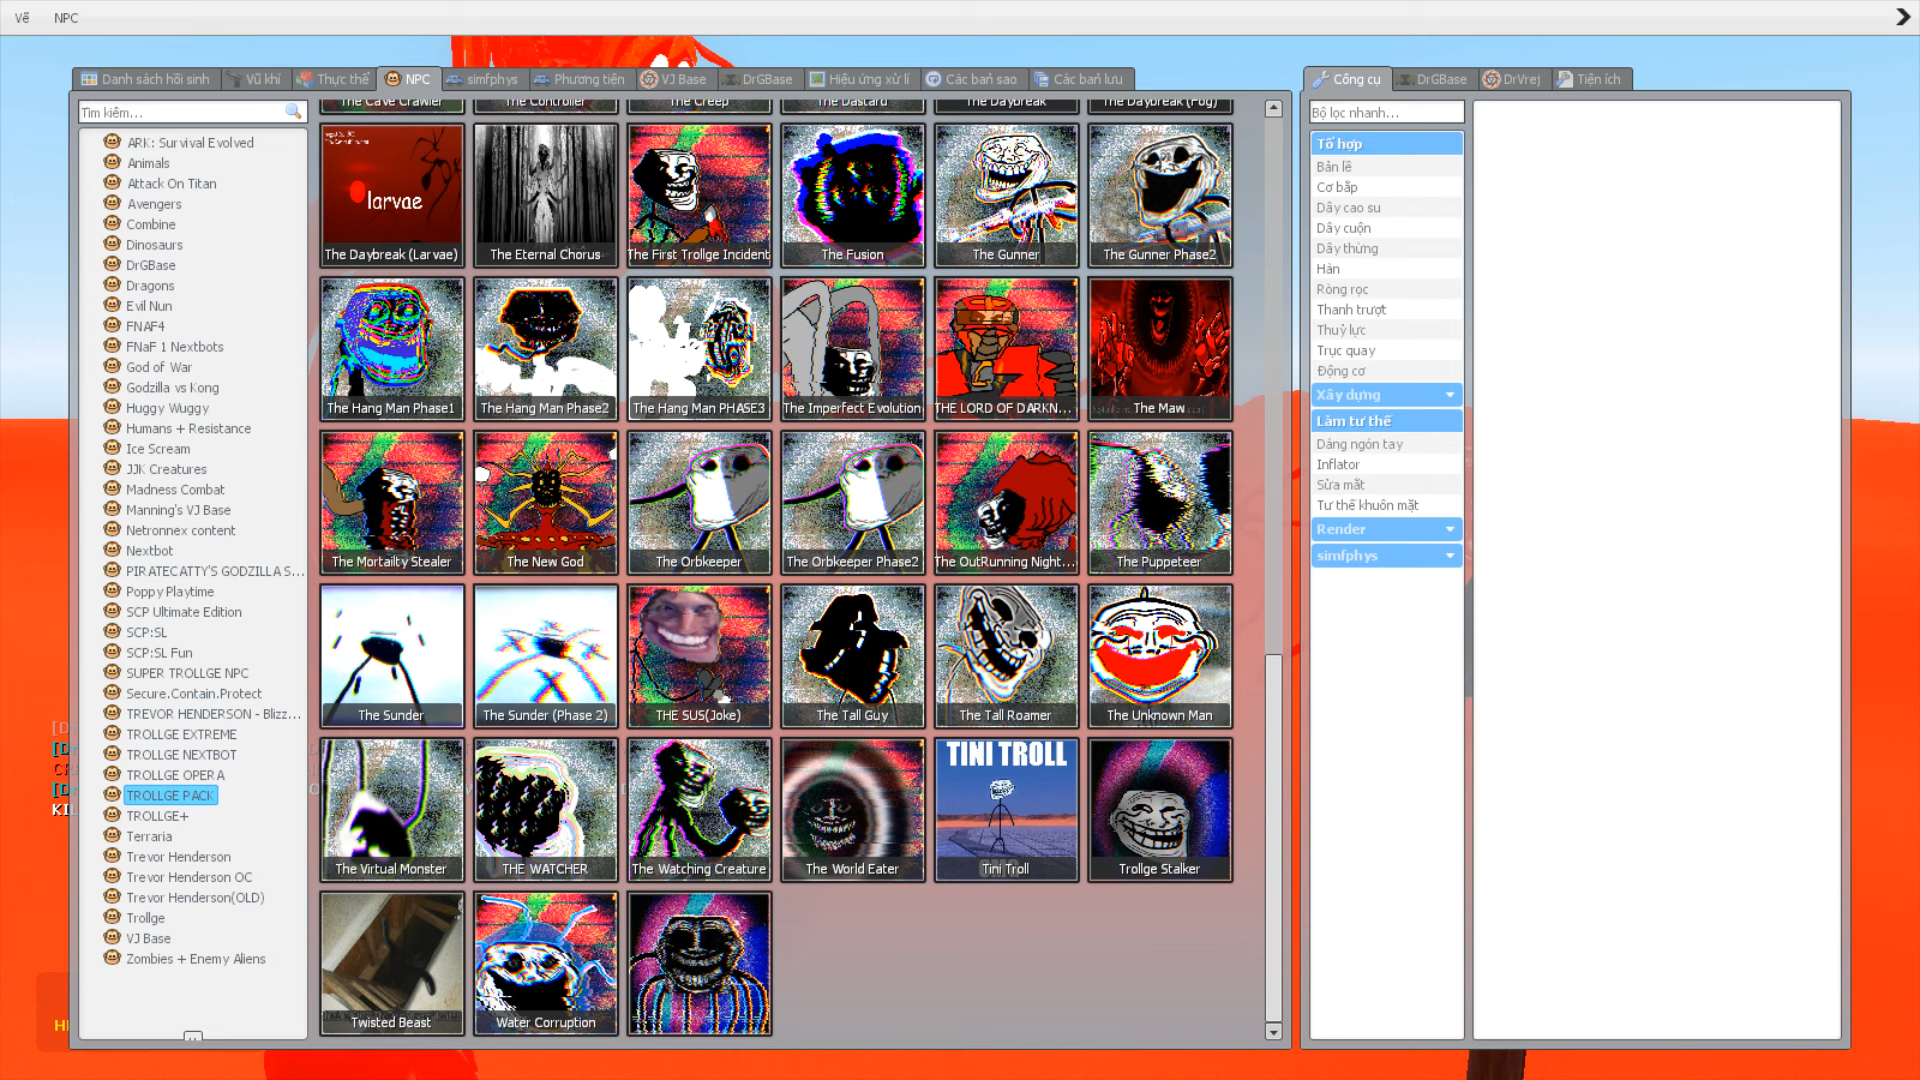 Vẽ NPC
Danh sách hồi sinh Vũ khí Thực thể NPC simfphys Phương tiện VJ Base DrGBase Hiệu ứng xử lí Các bản sao Các bản lưu
Công cụ DrGBase DrVrej Tiện ích
Tìm kiếm...
ARK: Survival Evolved
Animals
Attack On Titan
Avengers
Combine
Dinosaurs
DrGBase
Dragons
Evil Nun
FNAF4
FNaF 1 Nextbots
God of War
Godzilla vs Kong
Huggy Wuggy
Humans + Resistance
Ice Scream
JJK Creatures
Madness Combat
Manning's VJ Base
Netronnex content
Nextbot
PIRATECATTY'S GODZILLA S...
Poppy Playtime
SCP Ultimate Edition
SCP:SL
SCP:SL Fun
SUPER TROLLGE NPC
Secure.Contain.Protect
TREVOR HENDERSON - Blizz...
TROLLGE EXTREME
TROLLGE NEXTBOT
TROLLGE OPERA
TROLLGE PACK
TROLLGE+
Terraria
Trevor Henderson
Trevor Henderson OC
Trevor Henderson(OLD)
Trollge
VJ Base
Zombies + Enemy Aliens
The Cave Crawler The Controller The Creep The Dastard The Daybreak The Daybreak (Fog)
larvae
The Daybreak (Larvae) The Eternal Chorus The First Trollge Incident The Fusion The Gunner The Gunner Phase2
The Hang Man Phase1 The Hang Man Phase2 The Hang Man PHASE3 The Imperfect Evolution THE LORD OF DARKN... The Maw
The Mortailty Stealer The New God The Orbkeeper The Orbkeeper Phase2 The OutRunning Night... The Puppeteer
The Sunder The Sunder (Phase 2) THE SUS(Joke) The Tall Guy The Tall Roamer The Unknown Man
TINI TROLL
The Virtual Monster THE WATCHER The Watching Creature The World Eater Tini Troll Trollge Stalker
Twisted Beast Water Corruption
Bộ lọc nhanh...
Tổ hợp
Bản lề
Cơ bắp
Dây cao su
Dây cuộn
Dây thừng
Hàn
Ròng rọc
Thanh trượt
Thuỷ lực
Trục quay
Động cơ
Xây dựng
Làm tư thế
Dáng ngón tay
Inflator
Sửa mắt
Tư thế khuôn mặt
Render
simfphys